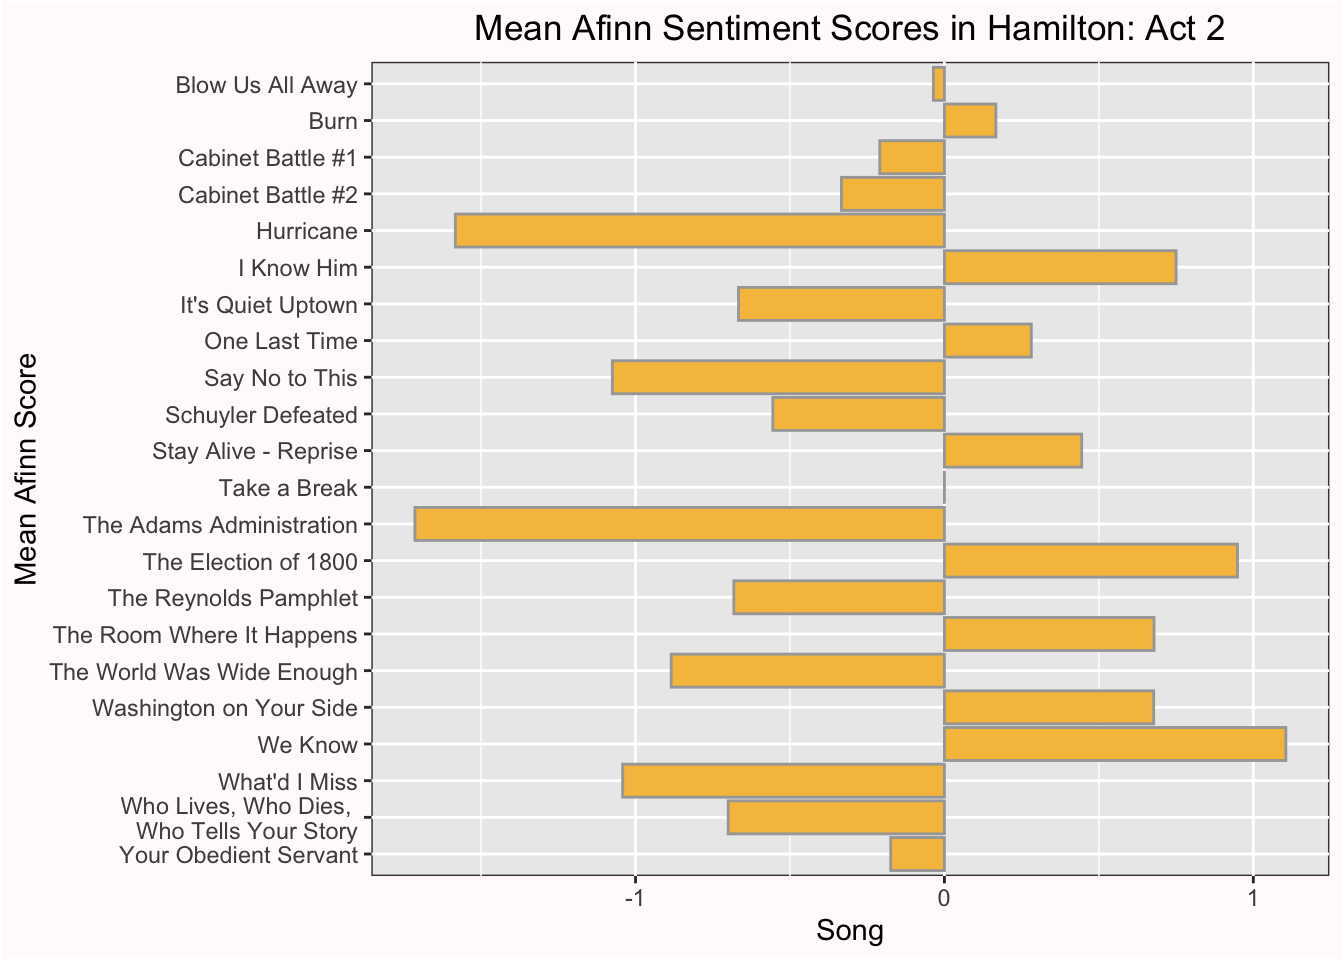 Mean Afinn Sentiment Scores in Hamilton: Act 2
Mean Afinn Score
Blow Us All Away
Burn
Cabinet Battle #1
Cabinet Battle #2
Hurricane
I Know Him
It's Quiet Uptown
One Last Time
Say No to This
Schuyler Defeated
Stay Alive - Reprise
Take a Break
The Adams Administration
The Election of 1800
The Reynolds Pamphlet
The Room Where It Happens
The World Was Wide Enough
Washington on Your Side
We Know
What'd I Miss
Who Lives, Who Dies,
Who Tells Your Story
Your Obedient Servant
-1 0 1
Song